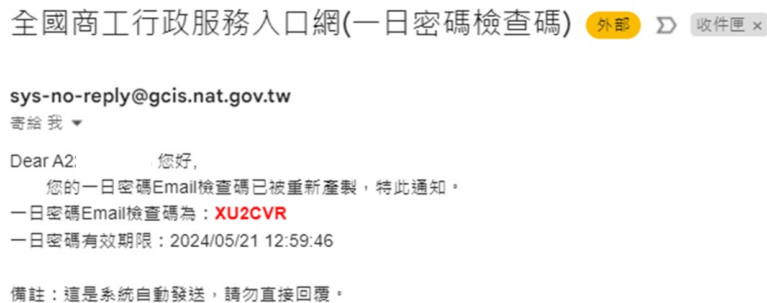 全國商工行政服務入口網(一日密碼檢查碼) 外部 收件匣 ×
sys-no-reply@gcis.nat.gov.tw
寄給 我
Dear A2: 您好,
您的一日密碼Email檢查碼已被重新產製，特此通知。
一日密碼Email檢查碼為：XU2CVR
一日密碼有效期限：2024/05/21 12:59:46
備註：這是系統自動發送，請勿直接回覆。